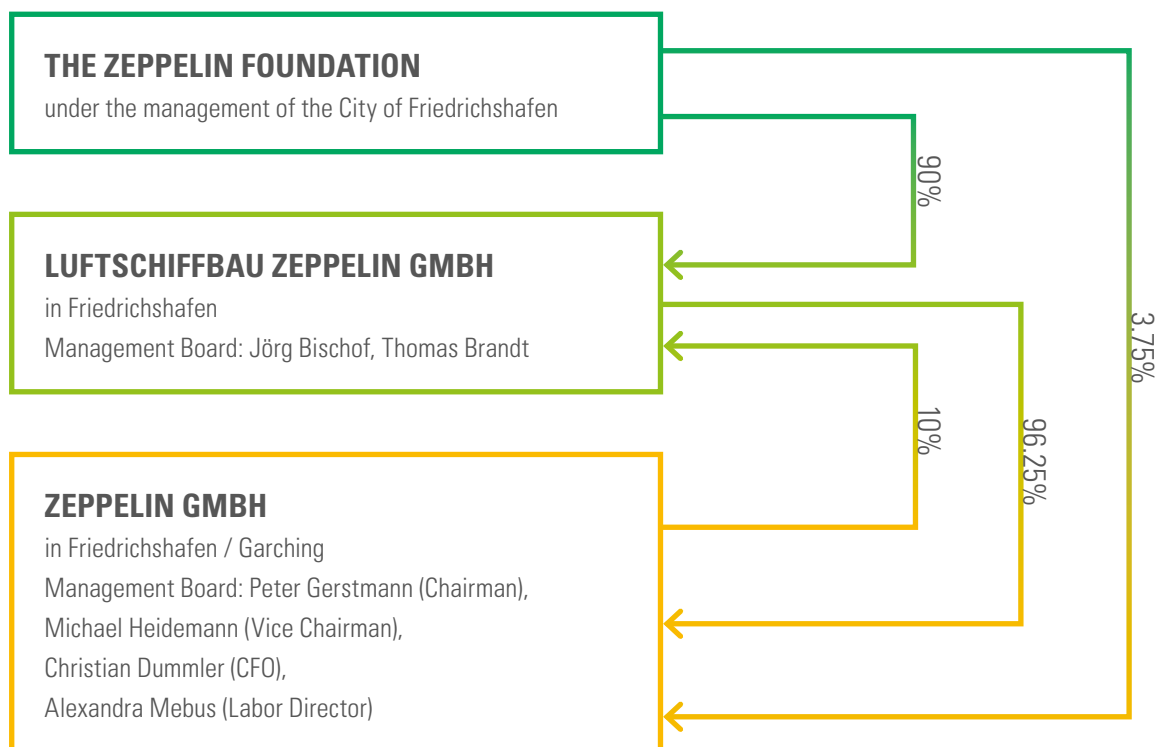 THE ZEPPELIN FOUNDATION
under the management of the City of Friedrichshafen
90%
LUFTSCHIFFBAU ZEPPELIN GMBH
in Friedrichshafen
Management Board: Jörg Bischof, Thomas Brandt
3.75%
10%
96.25%
ZEPPELIN GMBH
in Friedrichshafen / Garching
Management Board: Peter Gerstmann (Chairman),
Michael Heidemann (Vice Chairman),
Christian Dummler (CFO),
Alexandra Mebus (Labor Director)